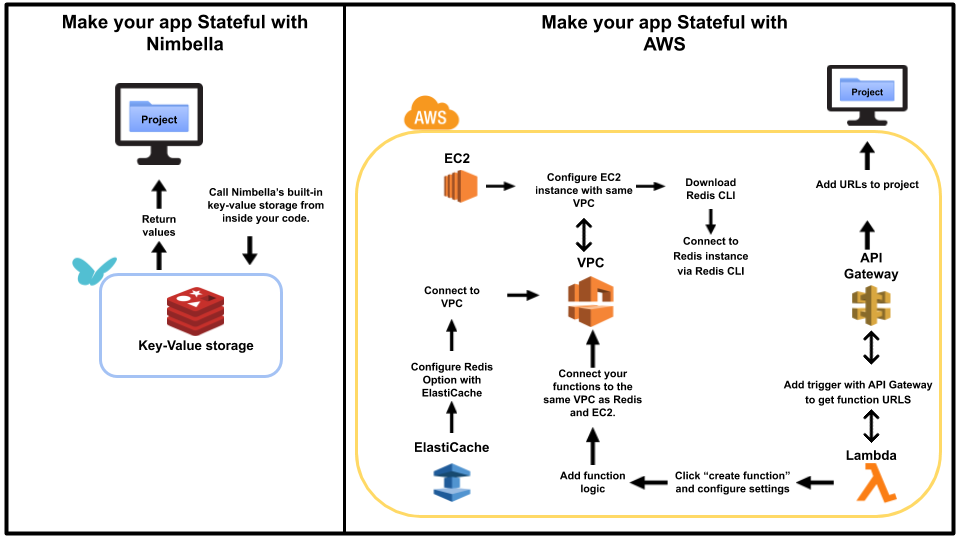 Make your app Stateful with
Nimbella
Project
Return
values
Call Nimbella's built-in
key-value storage from
inside your code.
Key-Value storage
Make your app Stateful with
AWS
Project
AWS
EC2
Configure EC2
instance with same
VPC
Download
Redis CLI
Connect to
Redis instance
via Redis CLI
Add URLs to project
VPC
API
Gateway
Connect to
VPC
Configure Redis
Option with
ElastiCache
Connect your
functions to the
same VPC as Redis
and EC2.
Add trigger with API Gateway
to get function URLS
ElastiCache
Add function
logic
Click “create function”
and configure settings
Lambda